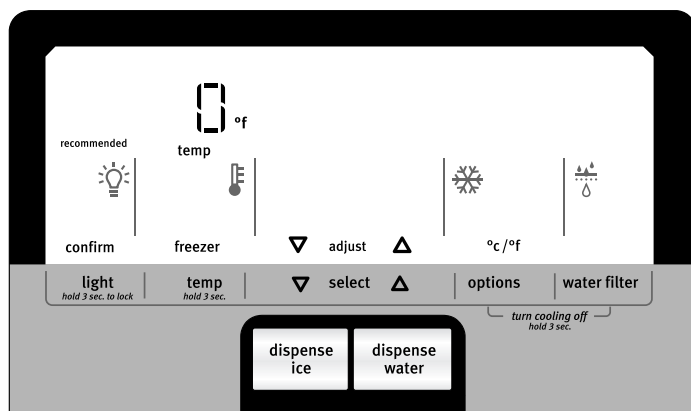 0 °f
recommended
temp
confirm freezer adjust °c/°f
light temp select options water filter
hold 3 sec. to lock hold 3 sec.
turn cooling off
hold 3 sec.
dispense ice
dispense water